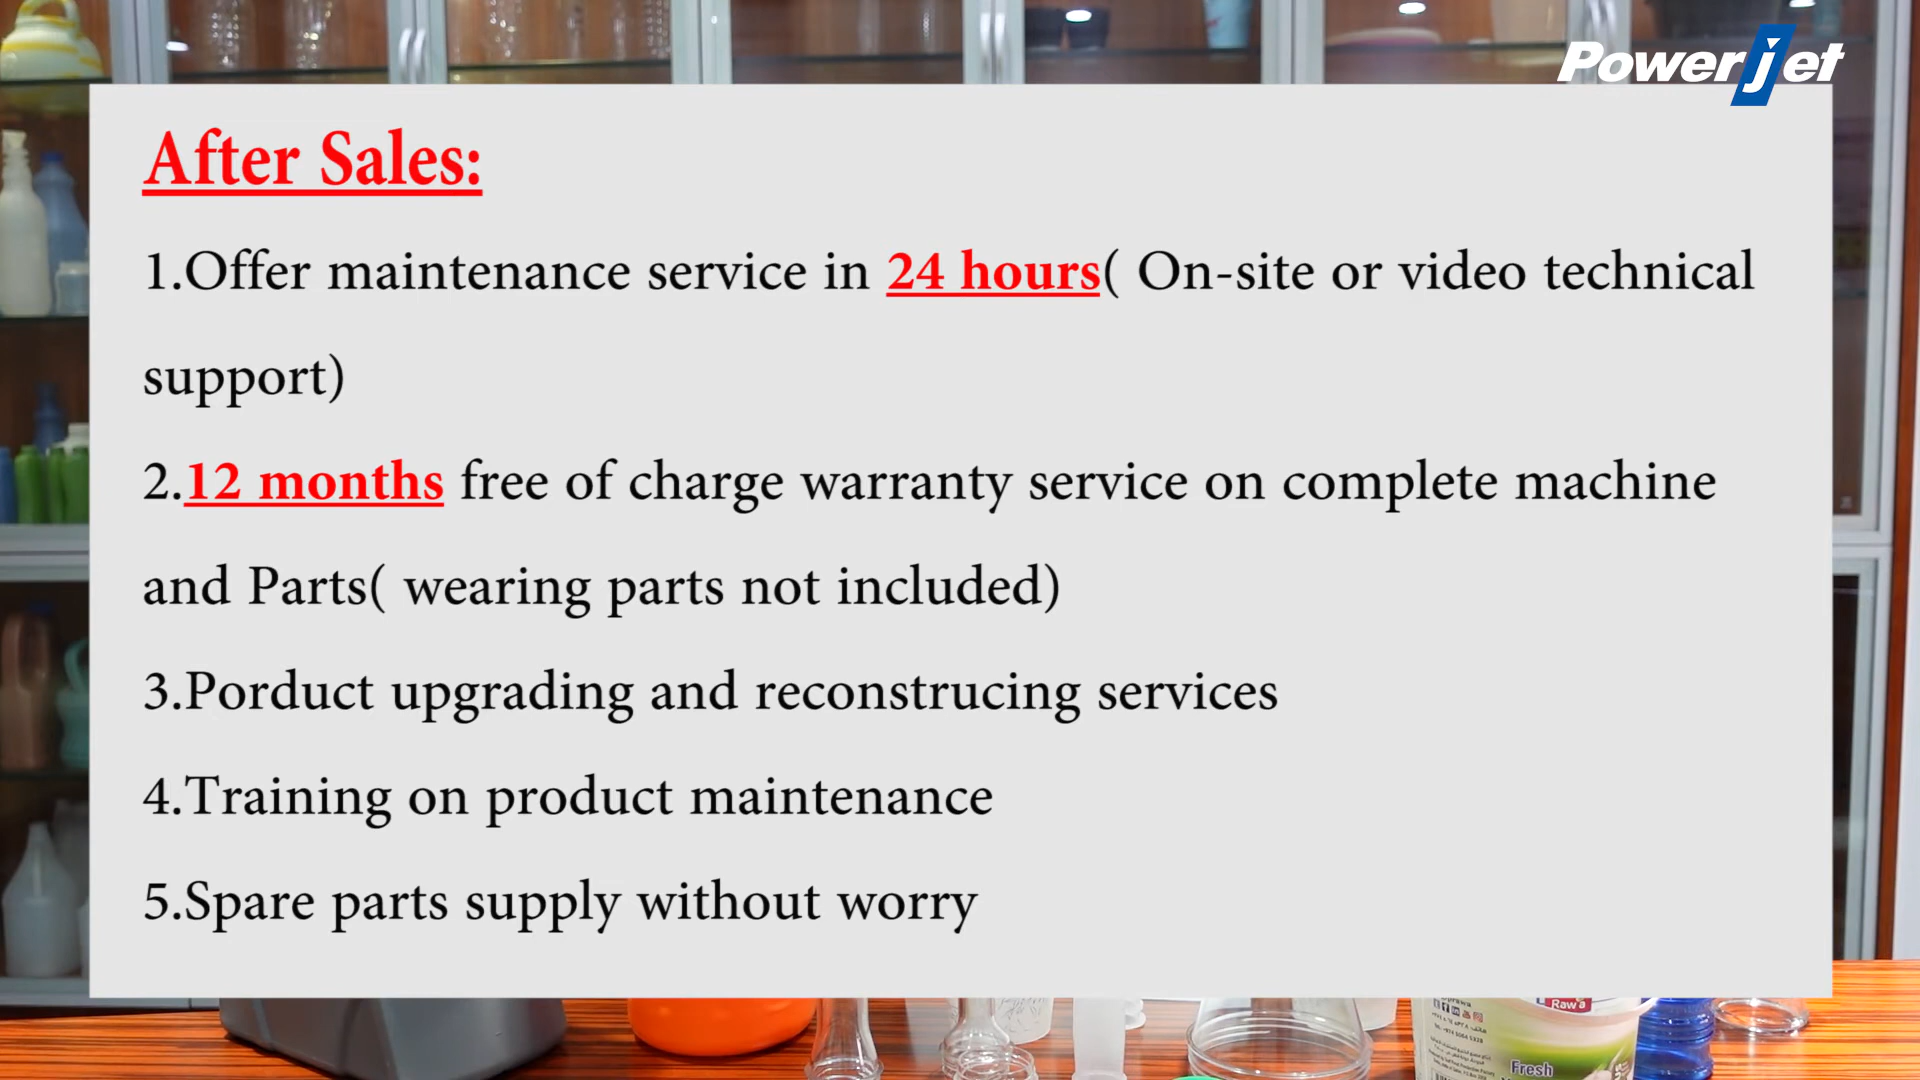 Powerjet
After Sales:
1.Offer maintenance service in 24 hours( On-site or video technical
support)
2.12 months free of charge warranty service on complete machine
and Parts( wearing parts not included)
3.Porduct upgrading and reconstrucing services
4.Training on product maintenance
5.Spare parts supply without worry
Rawa
Fresh